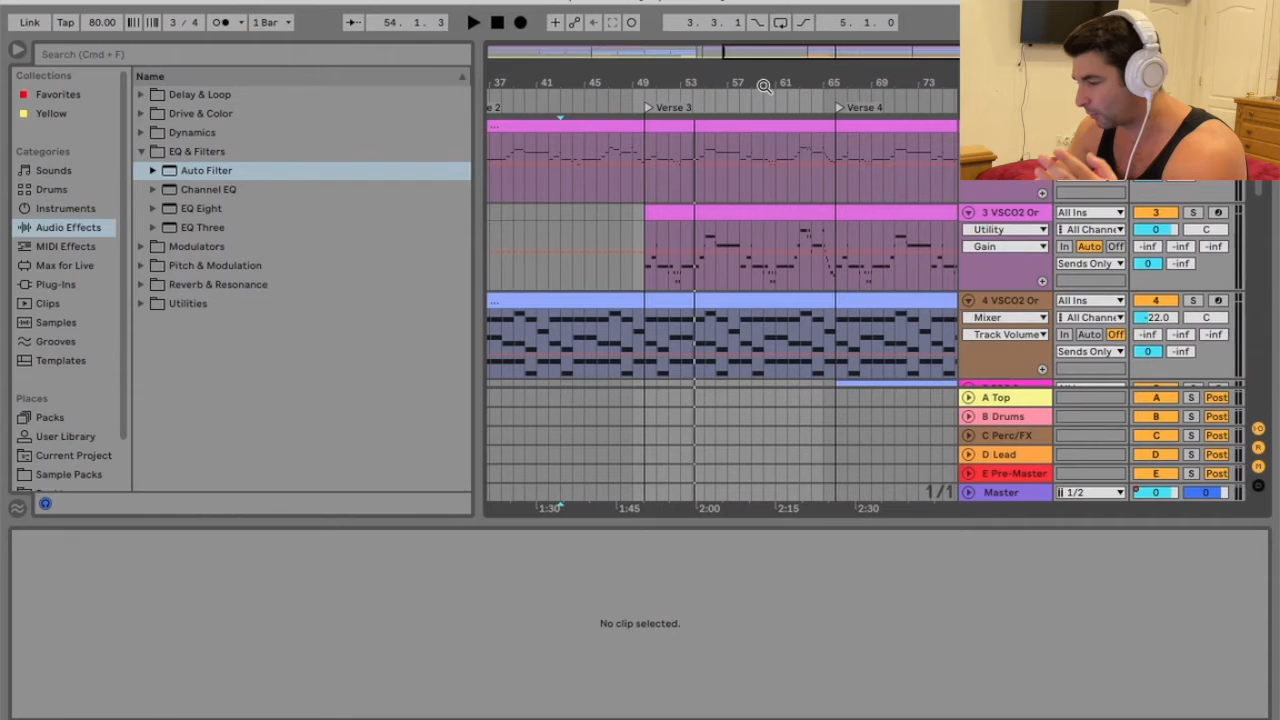 Link Tap 80.00 3 / 4 1 Bar 54. 1. 3 3. 3. 1 5. 1. 0
Search (Cmd + F)
Collections
Favorites
Yellow
Categories
Sounds
Drums
Instruments
Audio Effects
MIDI Effects
Max for Live
Plug-Ins
Clips
Samples
Grooves
Templates
Places
Packs
User Library
Current Project
Sample Packs
Name
Delay & Loop
Drive & Color
Dynamics
EQ & Filters
Auto Filter
Channel EQ
EQ Eight
EQ Three
Modulators
Pitch & Modulation
Reverb & Resonance
Utilities
37 41 45 49 53 57 61 65 69 73
e 2 Verse 3 Verse 4
...
3 VSCO2 Or All Ins 3 S
Utility All Channe 0 C
Gain In Auto Off -inf -inf
Sends Only 0 -inf
...
4 VSCO2 Or All Ins 4 S
Mixer All Channe -22.0 C
Track Volume In Auto Off -inf -inf
Sends Only 0 -inf
A Top A S Post
B Drums B S Post
C Perc/FX C S Post
D Lead D S Post
E Pre-Master E S Post
1/1 Master 1/2 0 0
1:30 1:45 2:00 2:15 2:30
No clip selected.